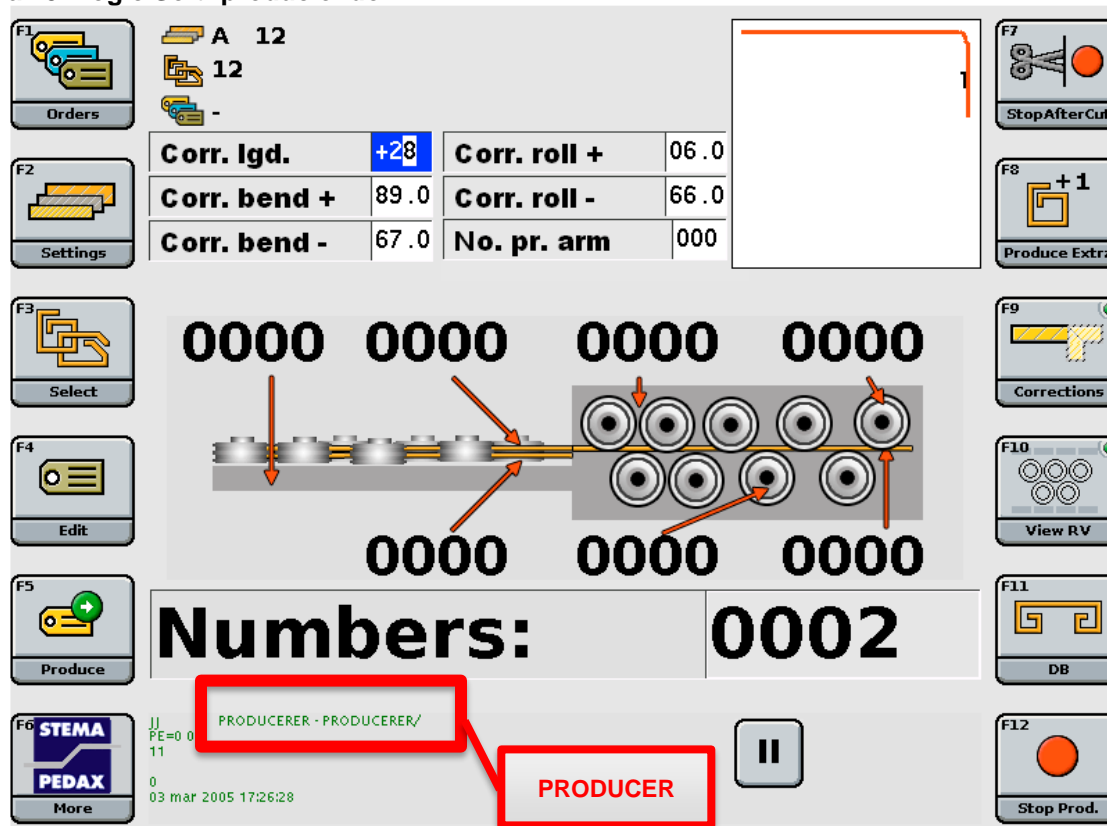 F1
Orders
A 12
12
-
F7
StopAfterCut
F2
Settings
Corr. lgd. +28 Corr. roll + 06.0
Corr. bend + 89.0 Corr. roll - 66.0
Corr. bend - 67.0 No. pr. arm 000
1
F8
+1
Produce Extra
F3
Select
0000 0000 0000 0000
F9
Corrections
F4
Edit
0000 0000 0000
F10
View RV
F5
Produce
Numbers: 0002
F11
DB
F6
STEMA
PEDAX
More
JJ PRODUCERER - PRODUCERER/
PE=0 0
11
0
03 mar 2005 17:26:28
PRODUCER
F12
Stop Prod.